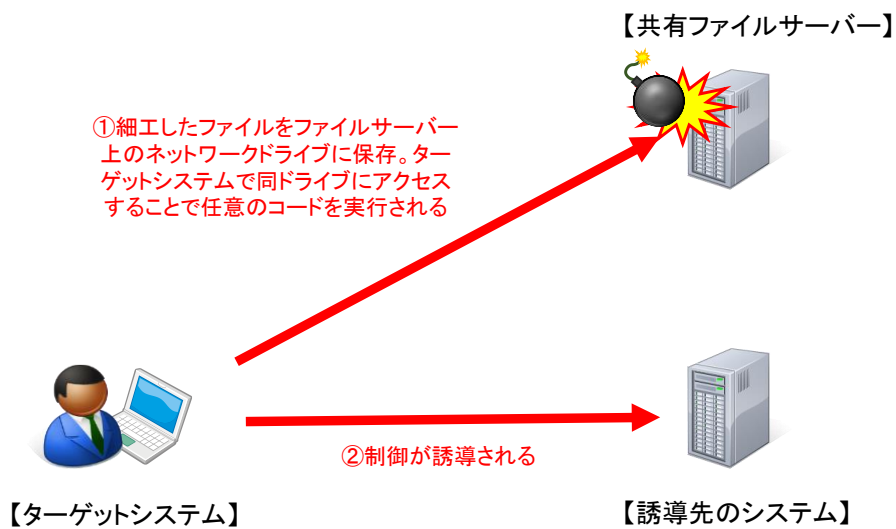 【共有ファイルサーバー】
①細工したファイルをファイルサーバー
上のネットワークドライブに保存。ター
ゲットシステムで同ドライブにアクセス
することで任意のコードを実行される
②制御が誘導される
【ターゲットシステム】
【誘導先のシステム】